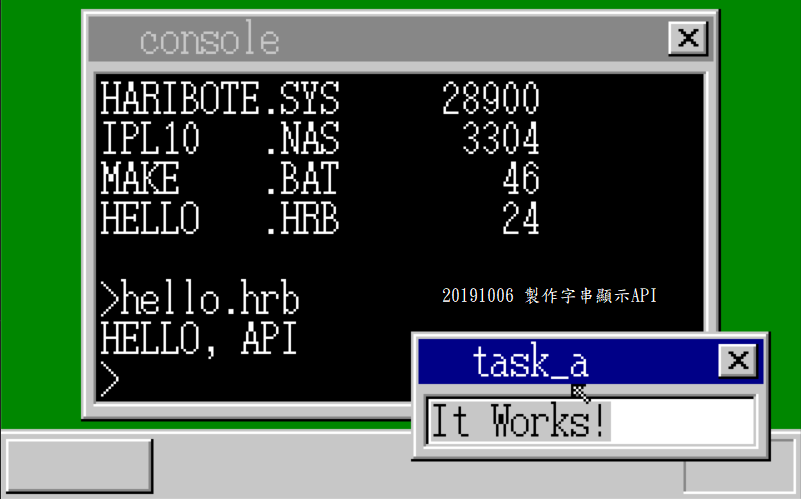 console
HARIBOTE.SYS 28900
IPL10 .NAS 3304
MAKE .BAT 46
HELLO .HRB 24
>hello.hrb
HELLO, API
>
20191006 製作字串顯示API
task_a
It Works!